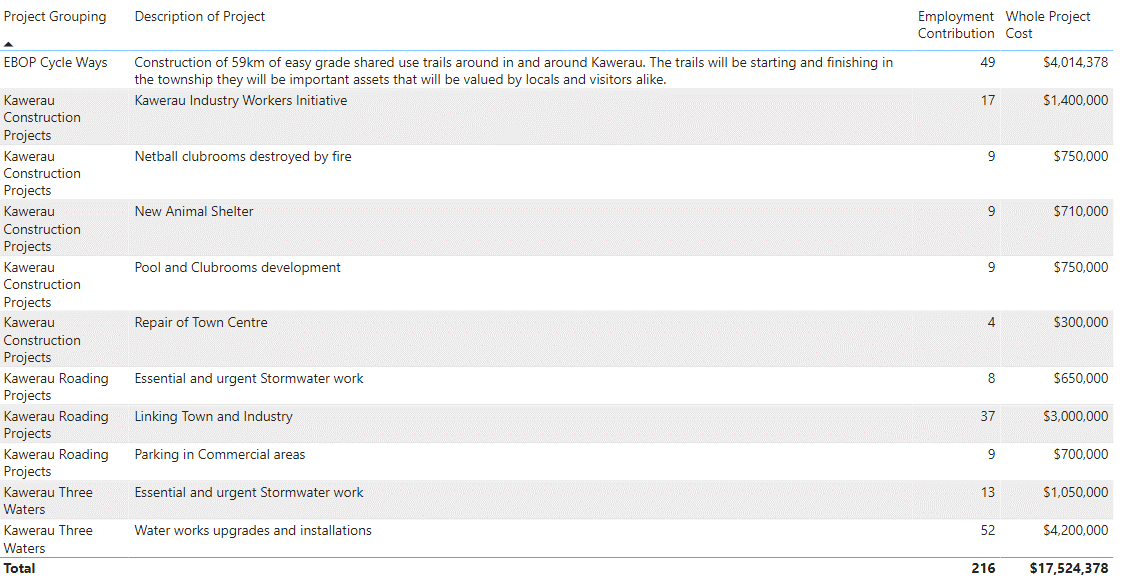 Project Grouping Description of Project Employment Contribution Whole Project Cost
EBOP Cycle Ways Construction of 59km of easy grade shared use trails around in and around Kawerau. The trails will be starting and finishing in 49 $4,014,378
the township they will be important assets that will be valued by locals and visitors alike.
Kawerau Kawerau Industry Workers Initiative 17 $1,400,000
Construction
Projects
Kawerau Netball clubrooms destroyed by fire 9 $750,000
Construction
Projects
Kawerau New Animal Shelter 9 $710,000
Construction
Projects
Kawerau Pool and Clubrooms development 9 $750,000
Construction
Projects
Kawerau Repair of Town Centre 4 $300,000
Construction
Projects
Kawerau Roading Essential and urgent Stormwater work 8 $650,000
Projects
Kawerau Roading Linking Town and Industry 37 $3,000,000
Projects
Kawerau Roading Parking in Commercial areas 9 $700,000
Projects
Kawerau Three Essential and urgent Stormwater work 13 $1,050,000
Waters
Kawerau Three Water works upgrades and installations 52 $4,200,000
Waters
Total 216 $17,524,378